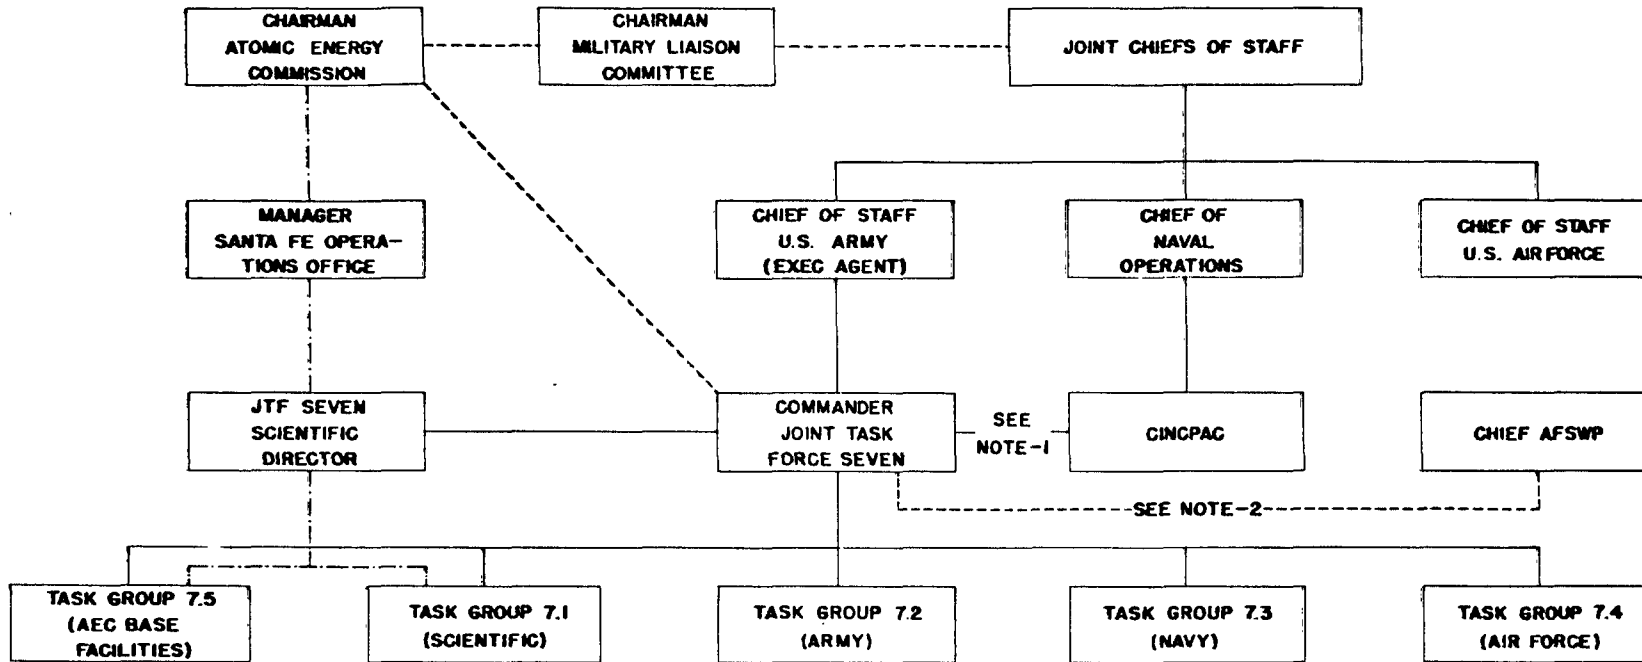 CHAIRMAN
ATOMIC ENERGY
COMMISSION
CHAIRMAN
MILITARY LIAISON
COMMITTEE
JOINT CHIEFS OF STAFF
MANAGER
SANTA FE OPERA-
TIONS OFFICE
CHIEF OF STAFF
U.S. ARMY
(EXEC AGENT)
CHIEF OF
NAVAL
OPERATIONS
CHIEF OF STAFF
U.S. AIR FORCE
JTF SEVEN
SCIENTIFIC
DIRECTOR
COMMANDER
JOINT TASK
FORCE SEVEN
SEE
NOTE-1
CINCPAC
CHIEF AFSWP
SEE NOTE-2
TASK GROUP 7.5
(AEC BASE
FACILITIES)
TASK GROUP 7.1
(SCIENTIFIC)
TASK GROUP 7.2
(ARMY)
TASK GROUP 7.3
(NAVY)
TASK GROUP 7.4
(AIR FORCE)